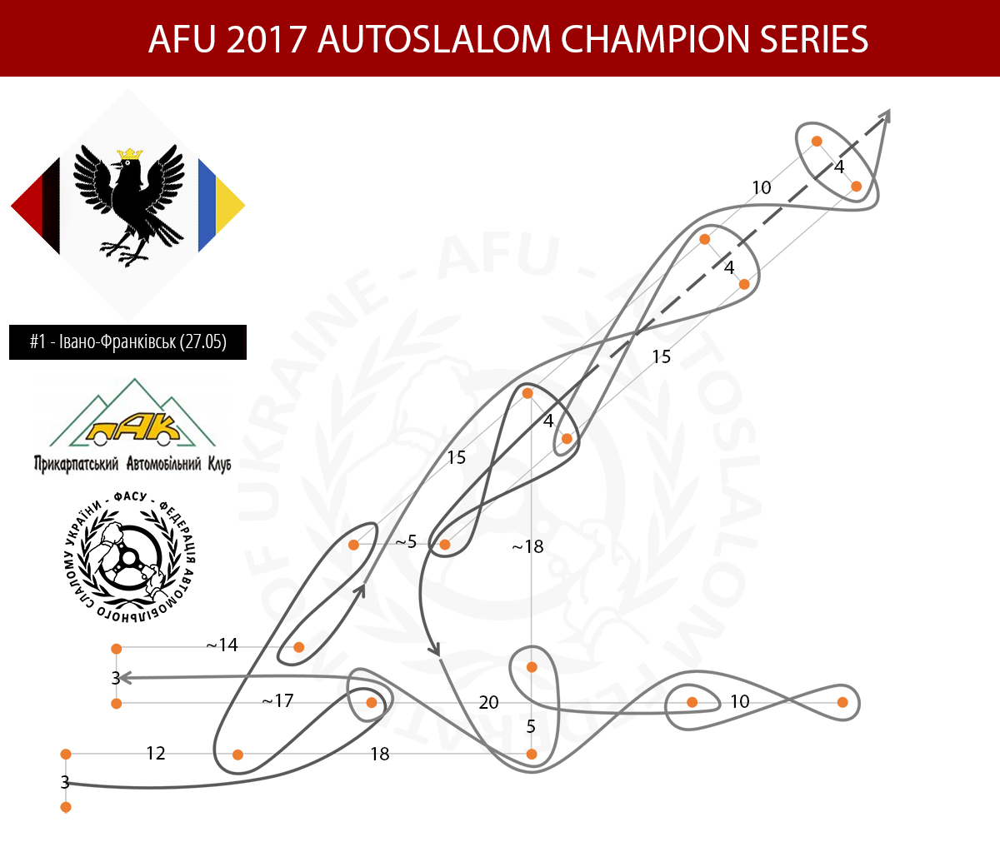 AFU 2017 AUTOSLALOM CHAMPION SERIES
#1 - Івано-Франківськ (27.05)
ПАК
Прикарпатський Автомобільний Клуб
ФАСУ - ФЕДЕРАЦІЯ АВТОМОБІЛЬНОГО СЛАЛОМУ УКРАЇНИ -
AFU - AUTOSLALOM FEDERATION OF UKRAINE -
4
10
4
15
4
15
~5
~18
~14
3
~17
20
10
5
12
18
3